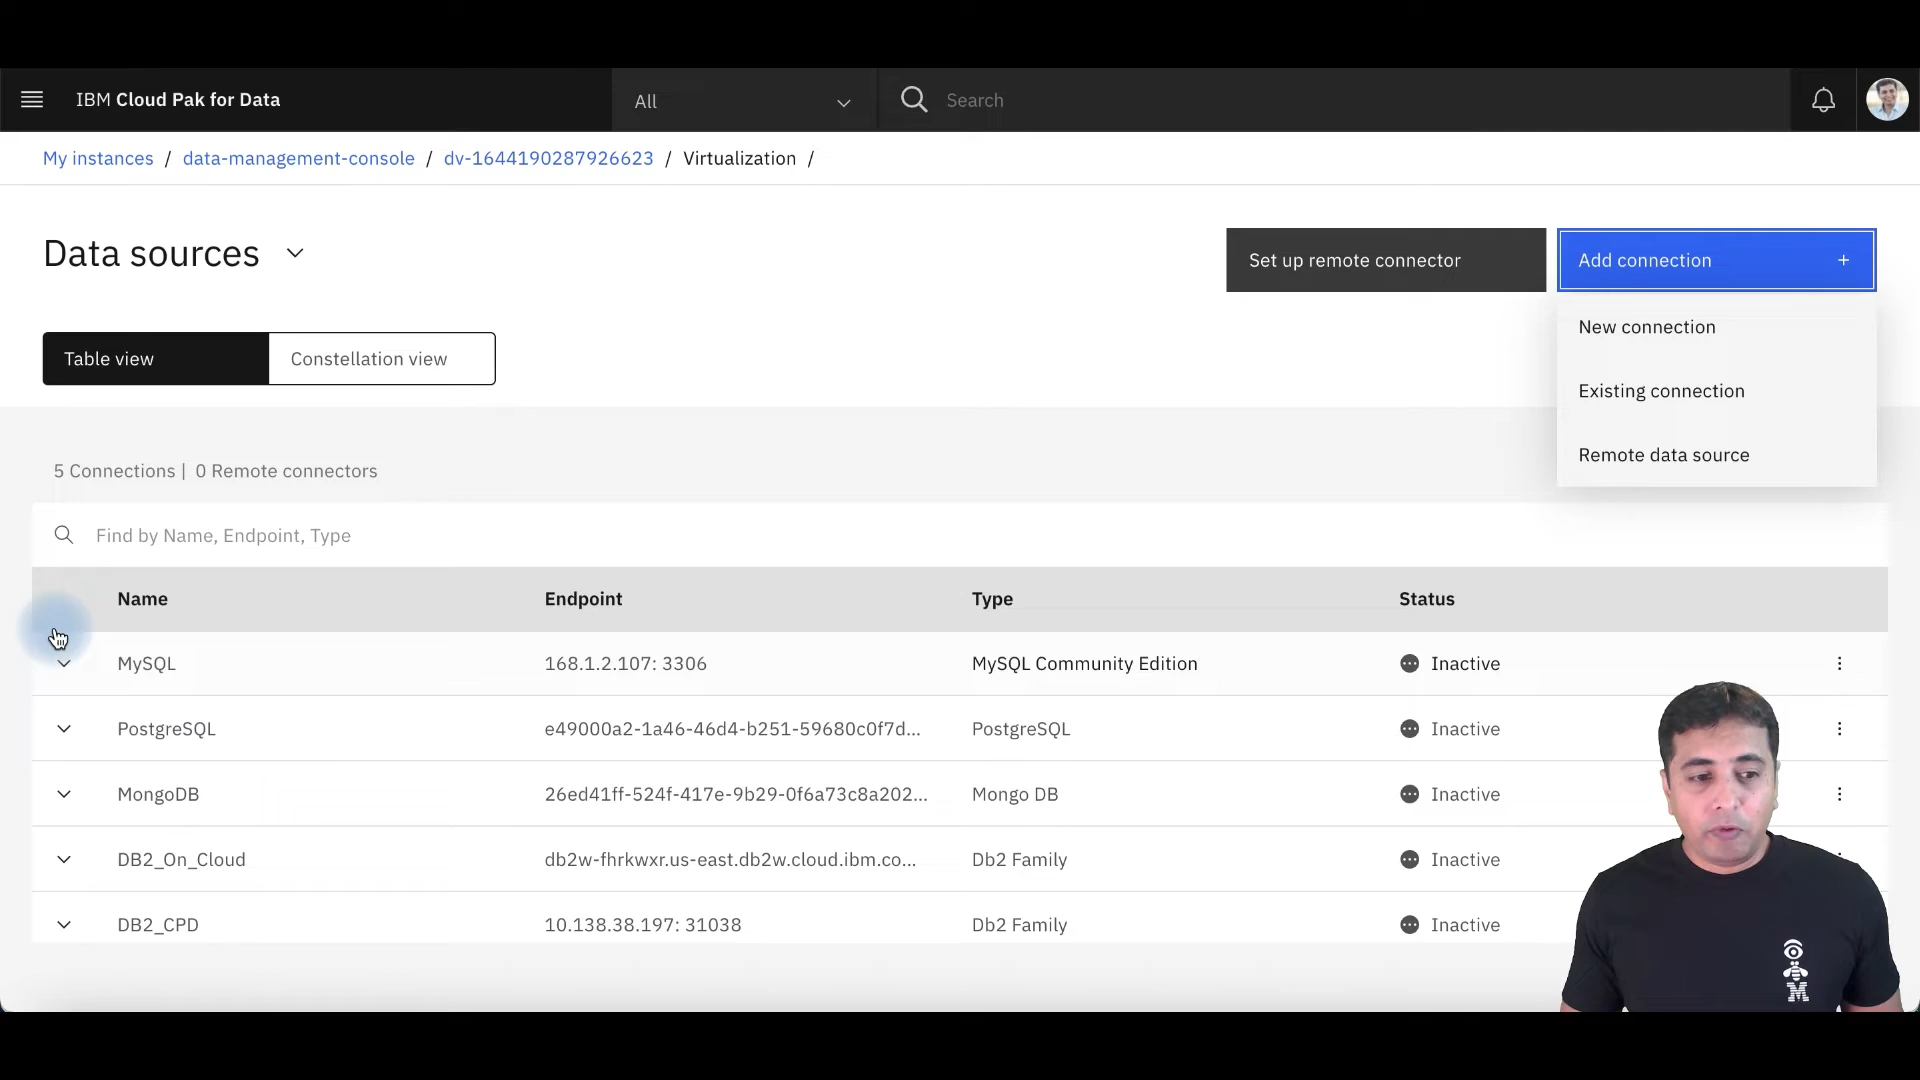 IBM Cloud Pak for Data
All
Search
My instances / data-management-console / dv-1644190287926623 / Virtualization /
Data sources
Set up remote connector
Add connection +
New connection
Existing connection
Remote data source
Table view
Constellation view
5 Connections | 0 Remote connectors
Find by Name, Endpoint, Type
Name Endpoint Type Status
MySQL 168.1.2.107: 3306 MySQL Community Edition Inactive
PostgreSQL e49000a2-1a46-46d4-b251-59680c0f7d... PostgreSQL Inactive
MongoDB 26ed41ff-524f-417e-9b29-0f6a73c8a202... Mongo DB Inactive
DB2_On_Cloud db2w-fhrkwxr.us-east.db2w.cloud.ibm.co... Db2 Family Inactive
DB2_CPD 10.138.38.197: 31038 Db2 Family Inactive
M